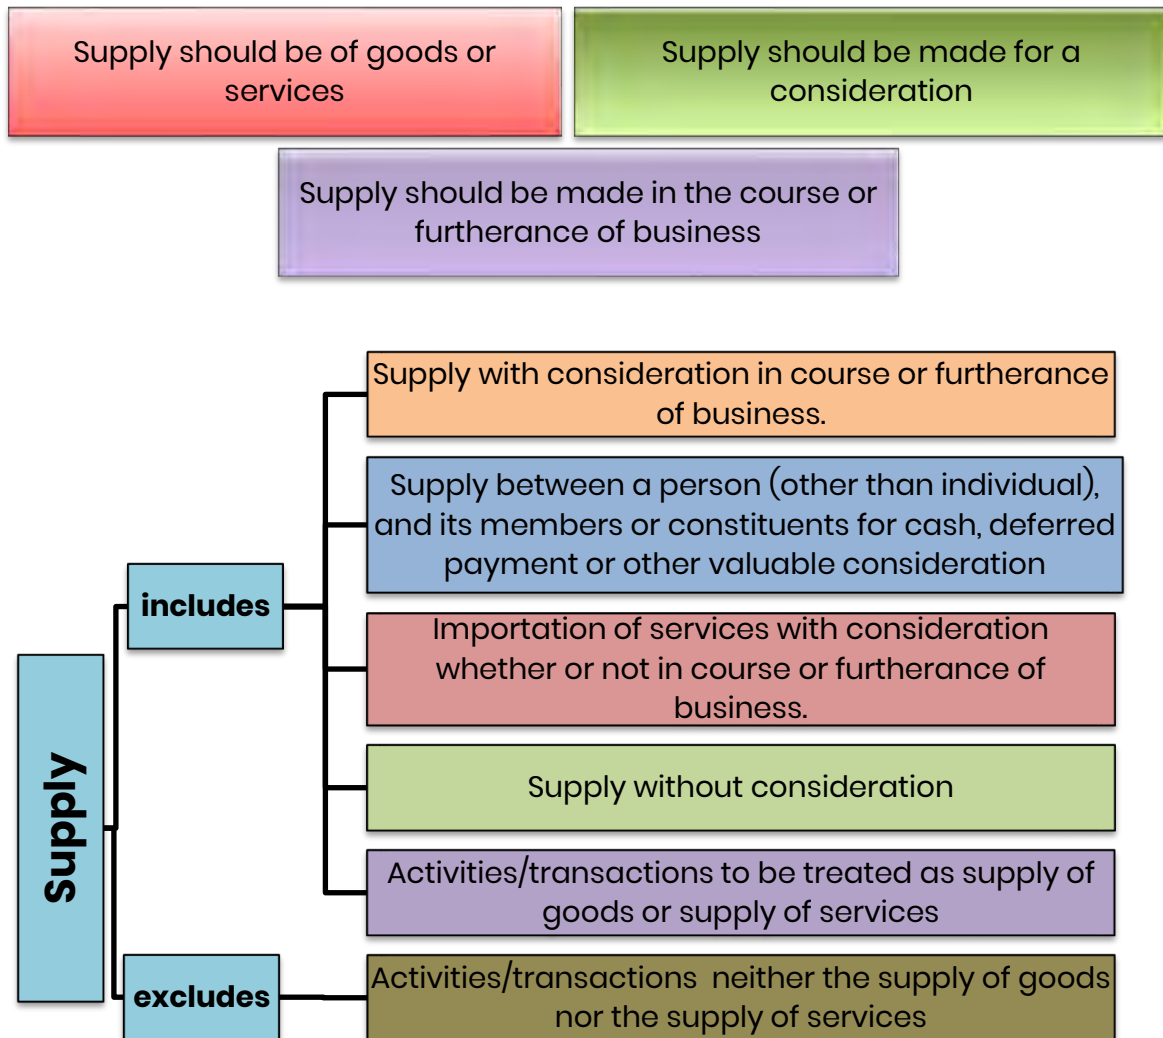 Supply should be of goods or
services
Supply should be made for a
consideration
Supply should be made in the course or
furtherance of business
Supply
includes
Supply with consideration in course or furtherance
of business.
Supply between a person (other than individual),
and its members or constituents for cash, deferred
payment or other valuable consideration
Importation of services with consideration
whether or not in course or furtherance of
business.
Supply without consideration
Activities/transactions to be treated as supply of
goods or supply of services
excludes
Activities/transactions neither the supply of goods
nor the supply of services